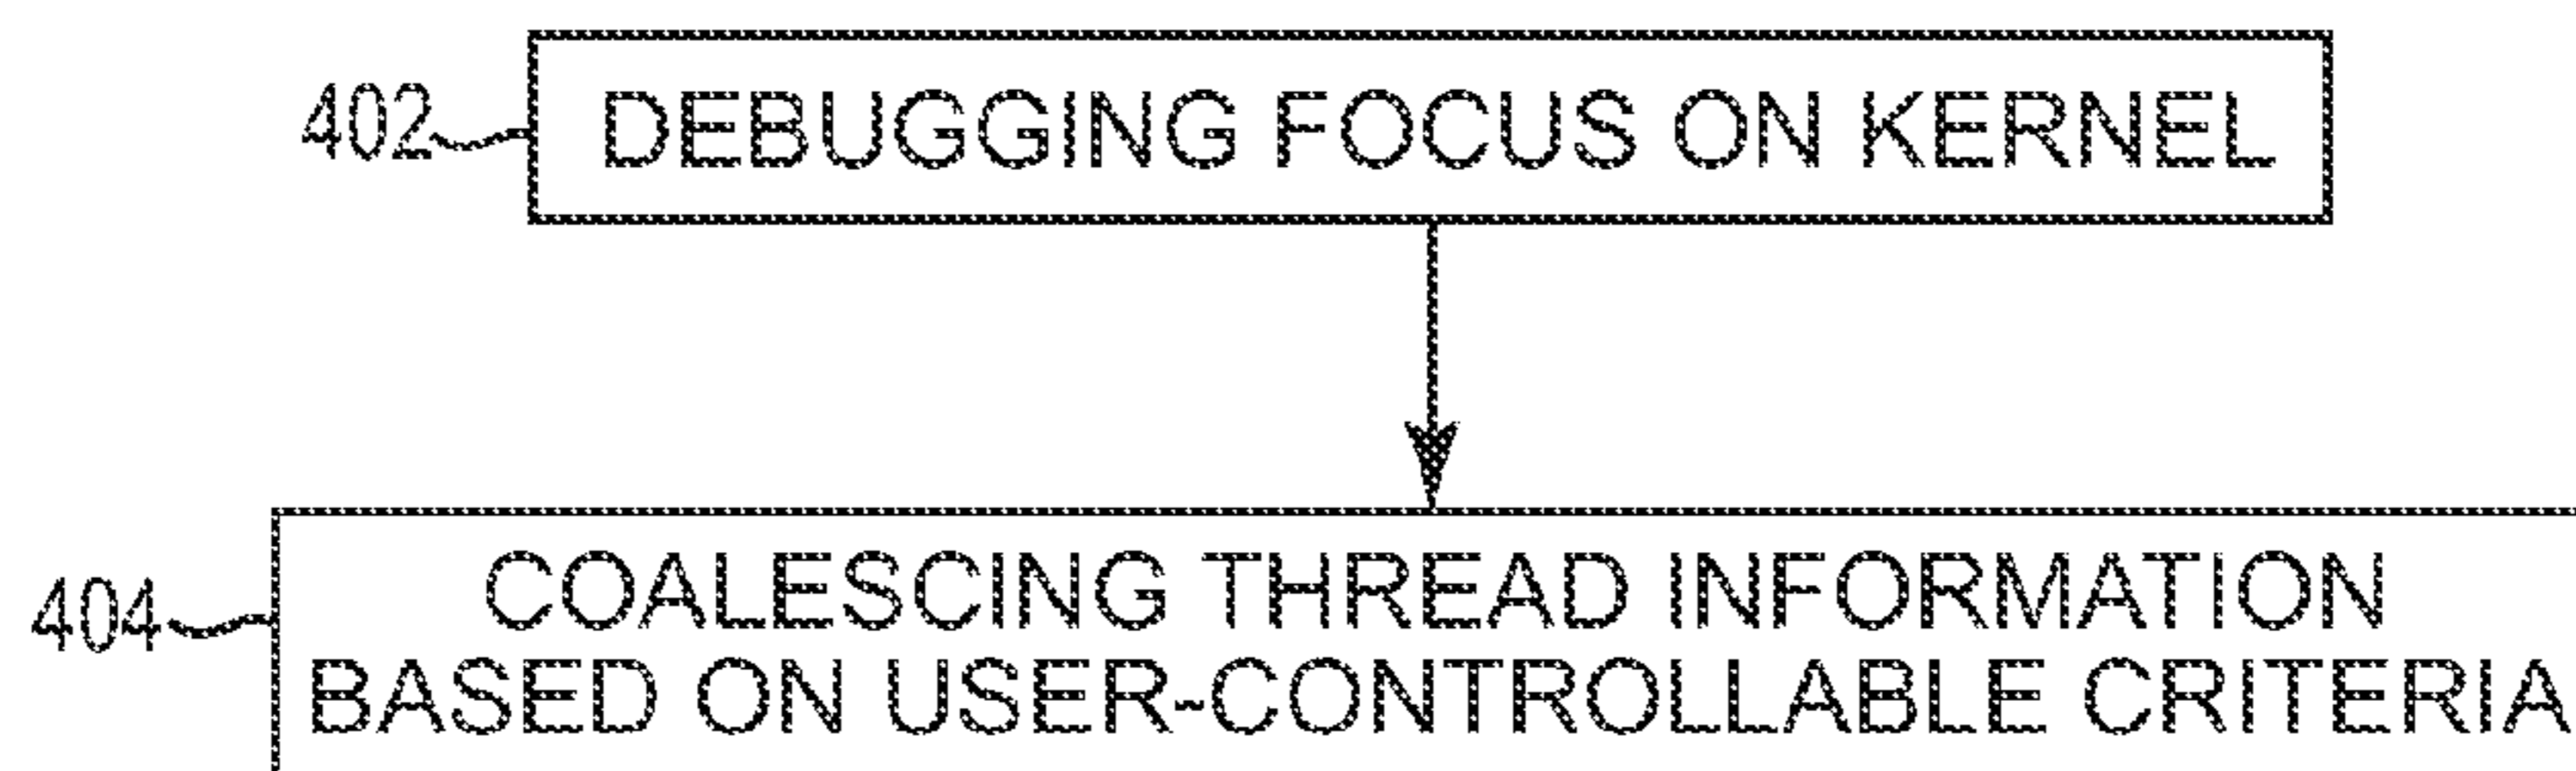 402 DEBUGGING FOCUS ON KERNEL
404 COALESCING THREAD INFORMATION
BASED ON USER-CONTROLLABLE CRITERIA